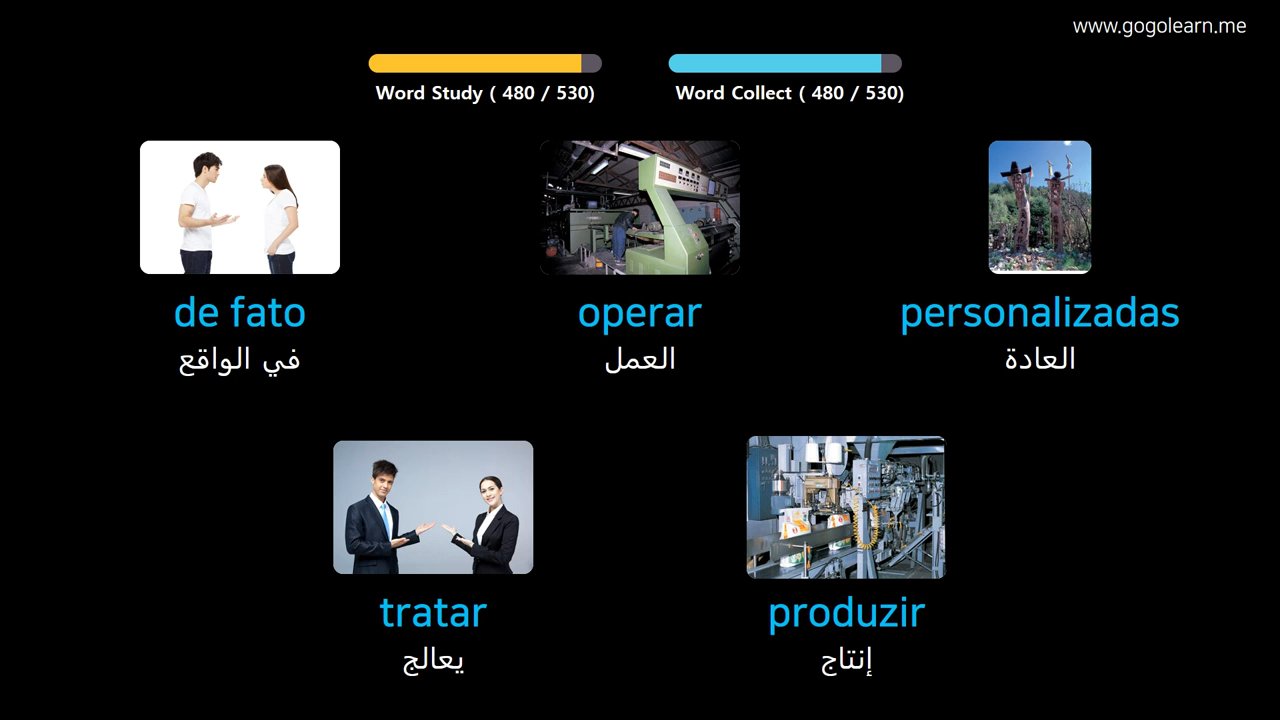 www.gogolearn.me
Word Study ( 480 / 530)
Word Collect ( 480 / 530)
de fato
في الواقع
operar
العمل
personalizadas
العادة
tratar
يعالج
produzir
إنتاج